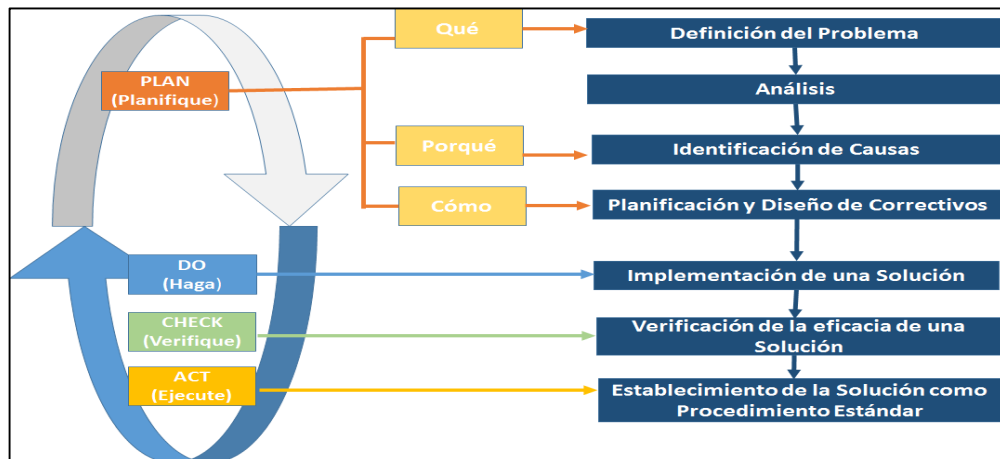 PLAN
(Planifique)
Qué
Porqué
Cómo
Definición del Problema
Análisis
Identificación de Causas
Planificación y Diseño de Correctivos
DO
(Haga)
Implementación de una Solución
CHECK
(Verifique)
Verificación de la eficacia de una
Solución
ACT
(Ejecute)
Establecimiento de la Solución como
Procedimiento Estándar